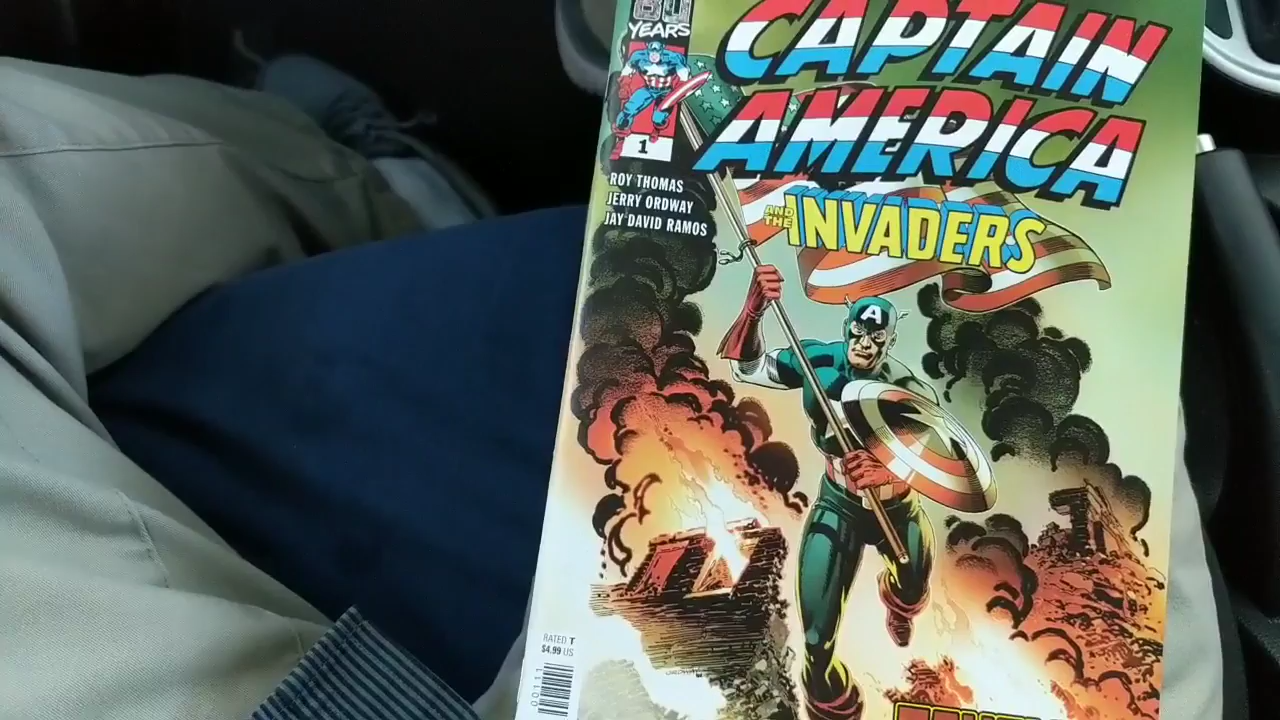 80
YEARS
CAPTAIN
AMERICA
AND THE INVADERS
1
ROY THOMAS
JERRY ORDWAY
JAY DAVID RAMOS
A
RATED T
$4.99 US
00111